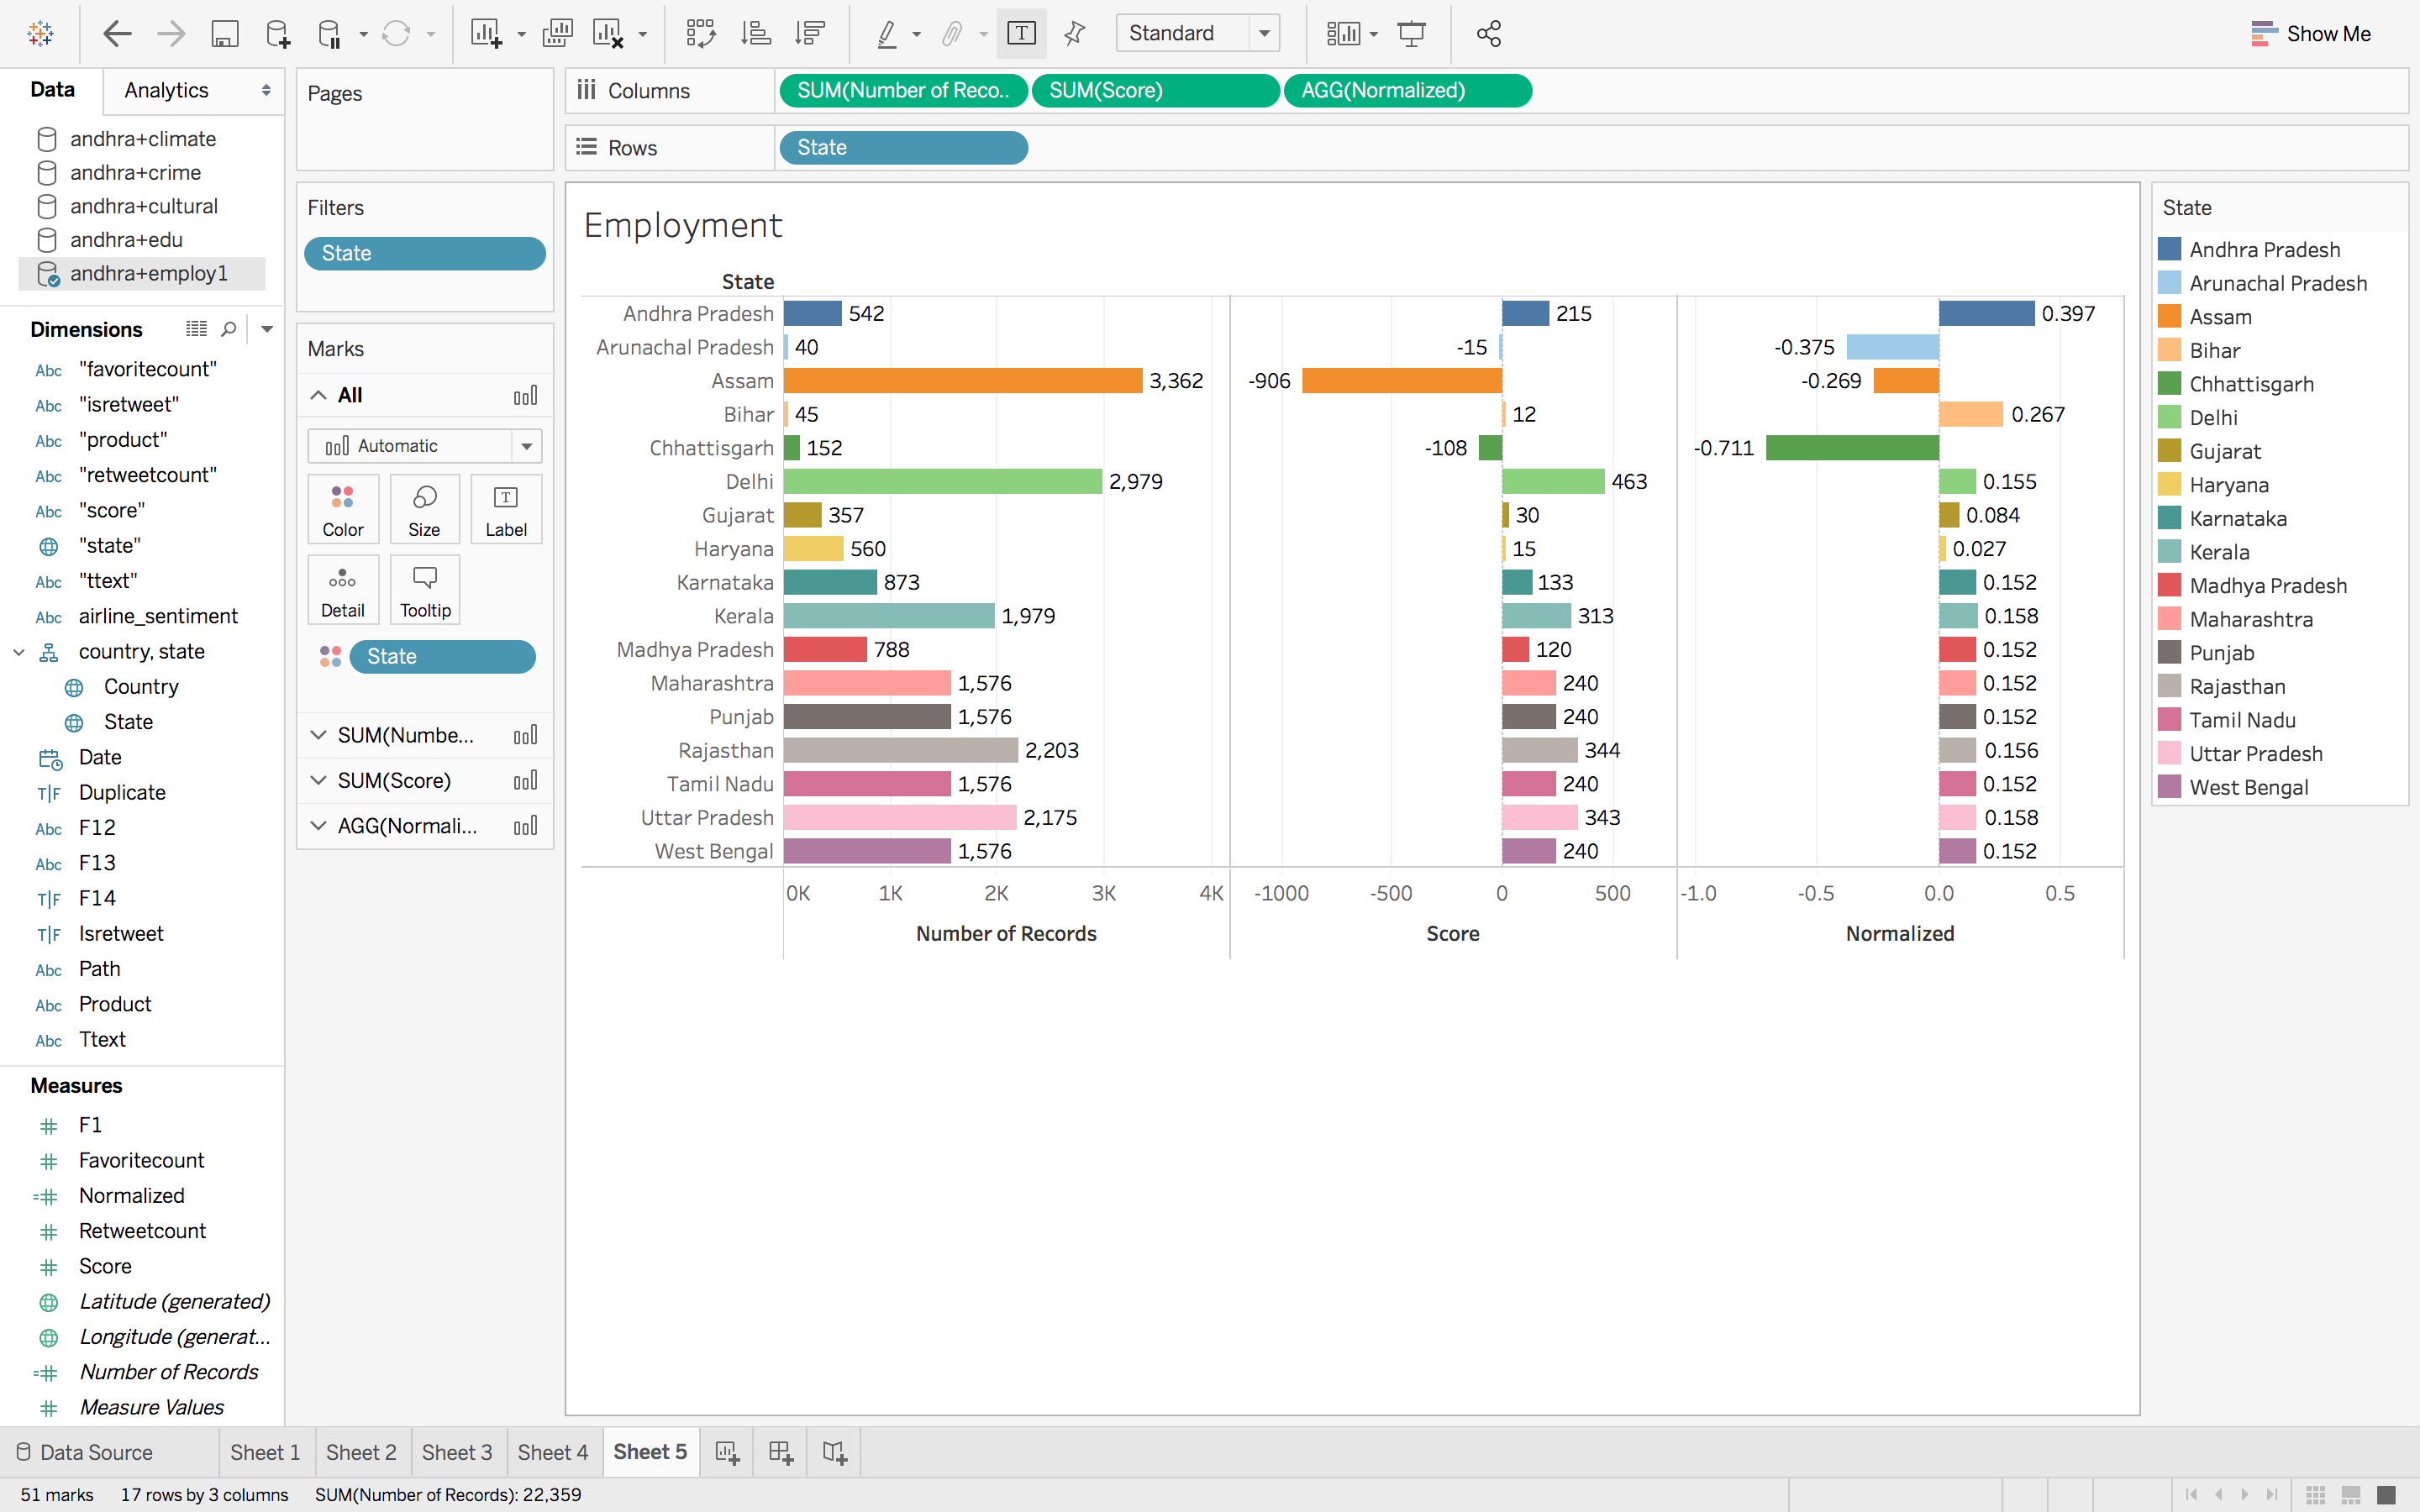 Standard
Show Me
Data
Analytics
andhra+climate
andhra+crime
andhra+cultural
andhra+edu
andhra+employ1
Dimensions
Abc "favoritecount"
Abc "isretweet"
Abc "product"
Abc "retweetcount"
Abc "score"
"state"
Abc "ttext"
Abc airline_sentiment
country, state
Country
State
Date
T|F Duplicate
Abc F12
Abc F13
T|F F14
T|F Isretweet
Abc Path
Abc Product
Abc Ttext
Measures
F1
Favoritecount
Normalized
Retweetcount
Score
Latitude (generated)
Longitude (generat...
Number of Records
Measure Values
Pages
Filters
State
Marks
All
Automatic
Color
Size
T
Label
Detail
Tooltip
State
SUM(Numbe...
SUM(Score)
AGG(Normali...
Columns
SUM(Number of Reco..
SUM(Score)
AGG(Normalized)
Rows
State
Employment
State
Andhra Pradesh 542 215 0.397
Arunachal Pradesh 40 -15 -0.375
Assam 3,362 -906 -0.269
Bihar 45 12 0.267
Chhattisgarh 152 -108 -0.711
Delhi 2,979 463 0.155
Gujarat 357 30 0.084
Haryana 560 15 0.027
Karnataka 873 133 0.152
Kerala 1,979 313 0.158
Madhya Pradesh 788 120 0.152
Maharashtra 1,576 240 0.152
Punjab 1,576 240 0.152
Rajasthan 2,203 344 0.156
Tamil Nadu 1,576 240 0.152
Uttar Pradesh 2,175 343 0.158
West Bengal 1,576 240 0.152
0K 1K 2K 3K 4K -1000 -500 0 500 -1.0 -0.5 0.0 0.5
Number of Records Score Normalized
State
Andhra Pradesh
Arunachal Pradesh
Assam
Bihar
Chhattisgarh
Delhi
Gujarat
Haryana
Karnataka
Kerala
Madhya Pradesh
Maharashtra
Punjab
Rajasthan
Tamil Nadu
Uttar Pradesh
West Bengal
Data Source
Sheet 1
Sheet 2
Sheet 3
Sheet 4
Sheet 5
51 marks 17 rows by 3 columns SUM(Number of Records): 22,359